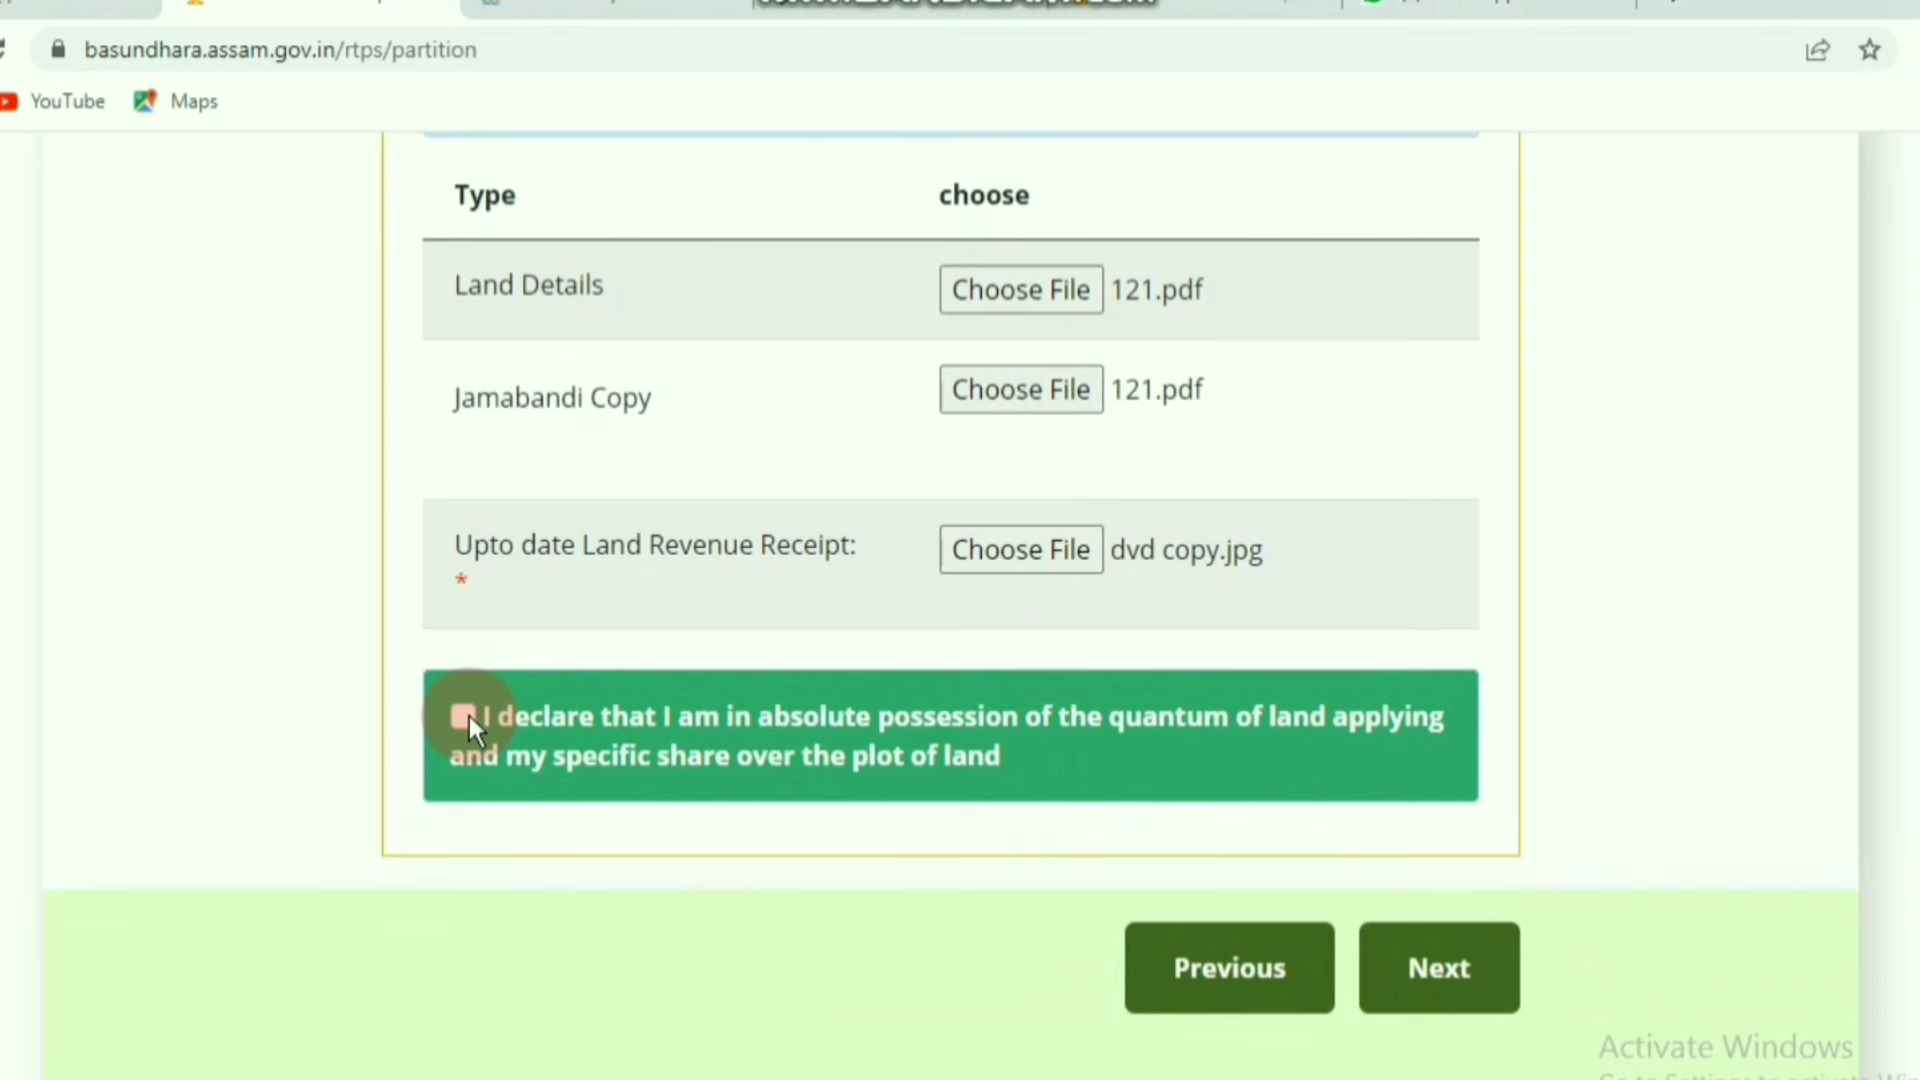 basundhara.assam.gov.in/rtps/partition
YouTube
Maps
Type
choose
Land Details
Choose File
121.pdf
Jamabandi Copy
Choose File
121.pdf
Upto date Land Revenue Receipt:
*
Choose File
dvd copy.jpg
I declare that I am in absolute possession of the quantum of land applying
and my specific share over the plot of land
Previous
Next
Activate Windows